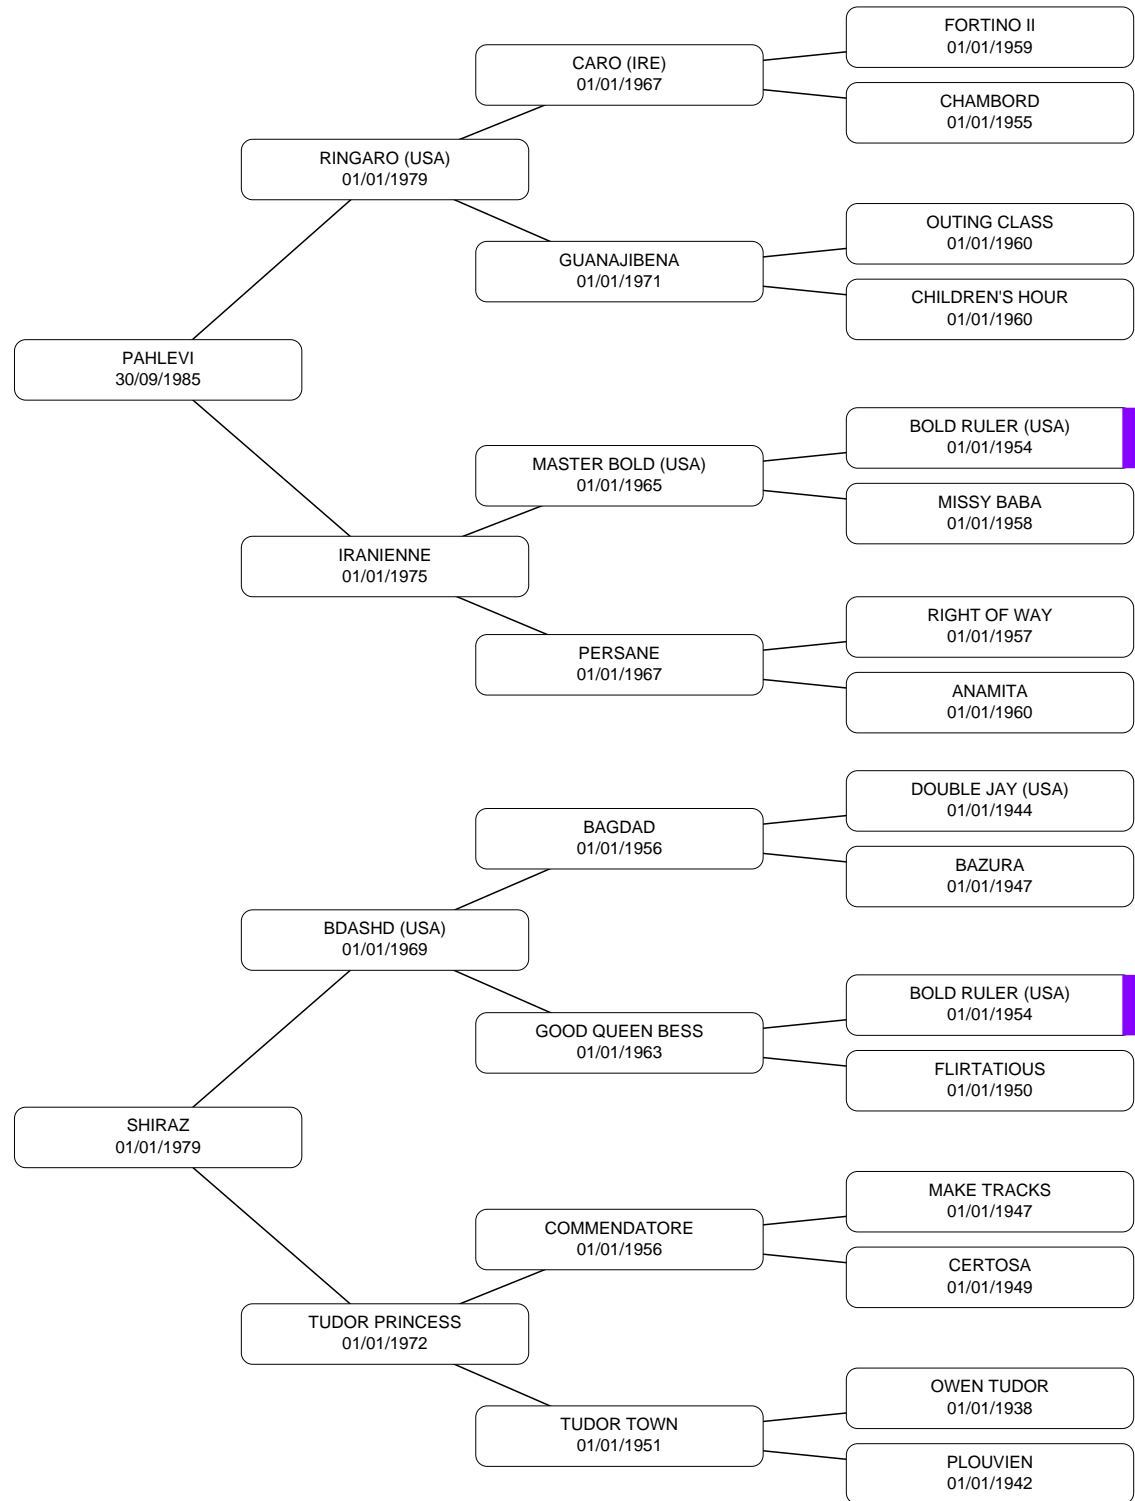 FORTINO II
01/01/1959
CARO (IRE)
01/01/1967
CHAMBORD
01/01/1955
RINGARO (USA)
01/01/1979
OUTING CLASS
01/01/1960
GUANAJIBENA
01/01/1971
CHILDREN'S HOUR
01/01/1960
PAHLEVI
30/09/1985
BOLD RULER (USA)
01/01/1954
MASTER BOLD (USA)
01/01/1965
MISSY BABA
01/01/1958
IRANIENNE
01/01/1975
RIGHT OF WAY
01/01/1957
PERSANE
01/01/1967
ANAMITA
01/01/1960
DOUBLE JAY (USA)
01/01/1944
BAGDAD
01/01/1956
BAZURA
01/01/1947
BDASHD (USA)
01/01/1969
BOLD RULER (USA)
01/01/1954
GOOD QUEEN BESS
01/01/1963
FLIRTATIOUS
01/01/1950
SHIRAZ
01/01/1979
MAKE TRACKS
01/01/1947
COMMENDATORE
01/01/1956
CERTOSA
01/01/1949
TUDOR PRINCESS
01/01/1972
OWEN TUDOR
01/01/1938
TUDOR TOWN
01/01/1951
PLOUVIEN
01/01/1942